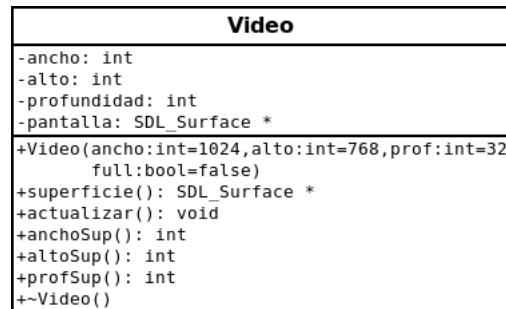 Video
-ancho: int
-alto: int
-profundidad: int
-pantalla: SDL_Surface *
+Video(ancho:int=1024,alto:int=768,prof:int=32
full:bool=false)
+superficie(): SDL_Surface *
+actualizar(): void
+anchoSup(): int
+altoSup(): int
+profSup(): int
+~Video()